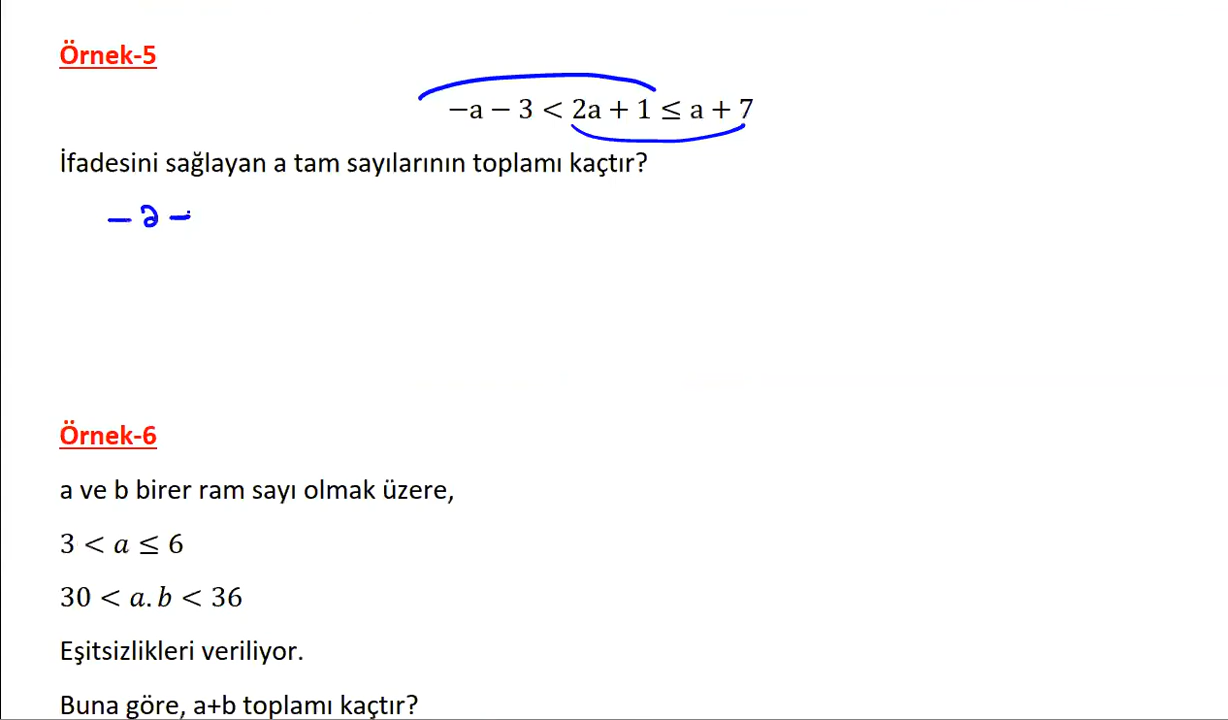 Örnek-5
−a − 3 < 2a + 1 ≤ a + 7
İfadesini sağlayan a tam sayılarının toplamı kaçtır?
− a −
Örnek-6
a ve b birer ram sayı olmak üzere,
3 < a ≤ 6
30 < a. b < 36
Eşitsizlikleri veriliyor.
Buna göre, a+b toplamı kaçtır?